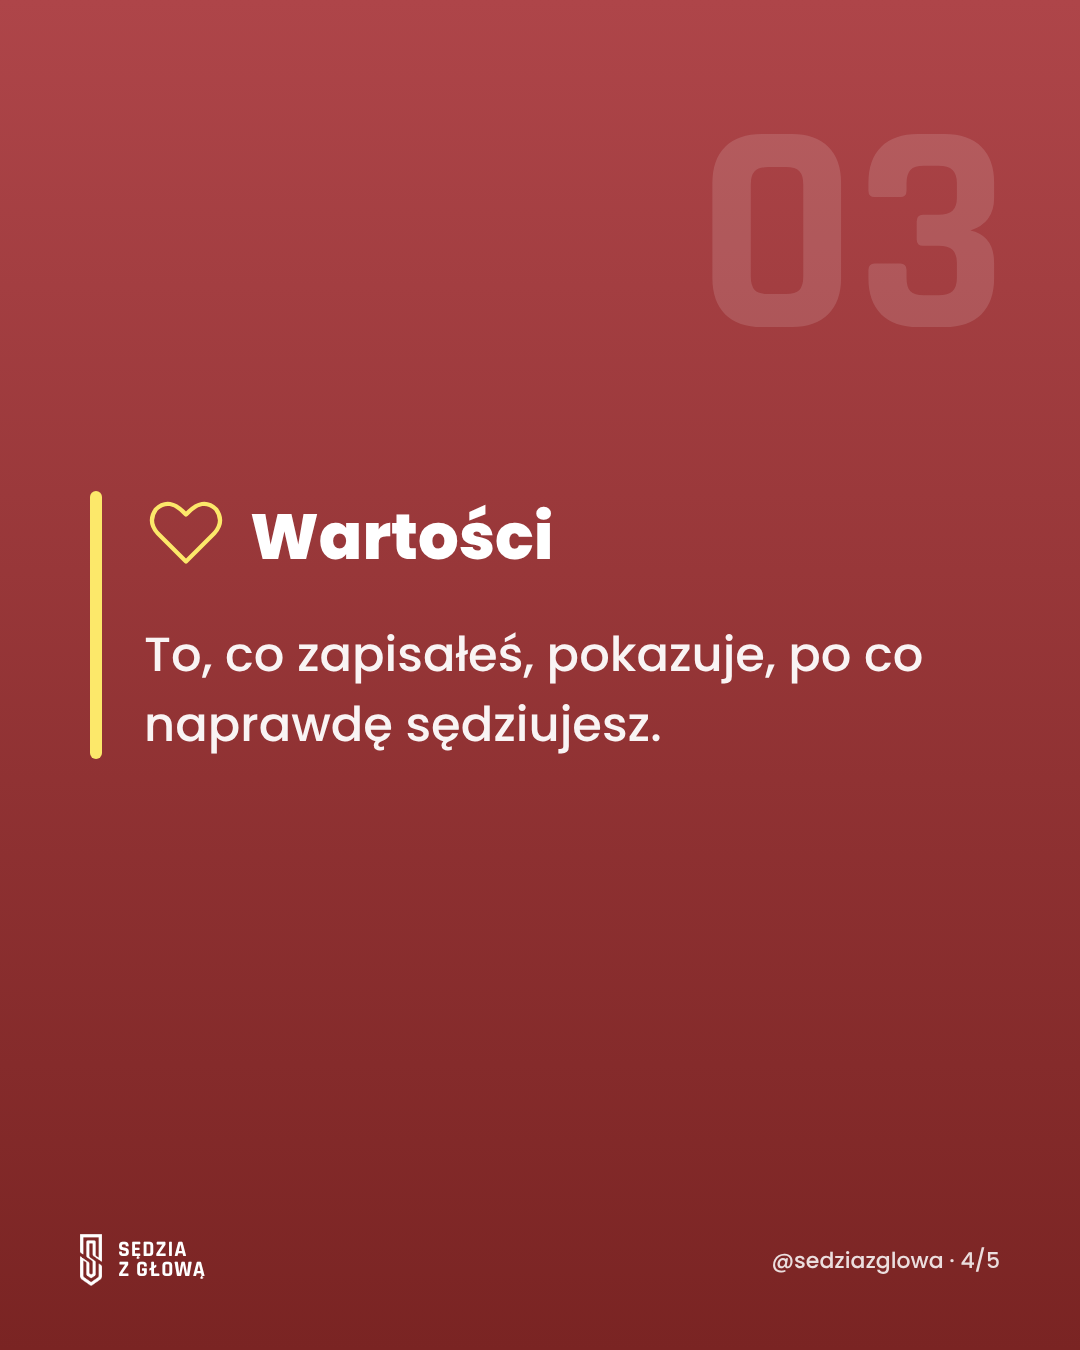 03
Wartości
To, co zapisałeś, pokazuje, po co
naprawdę sędziujesz.
SĘDZIA
Z GŁOWĄ
@sedziazglowa · 4/5